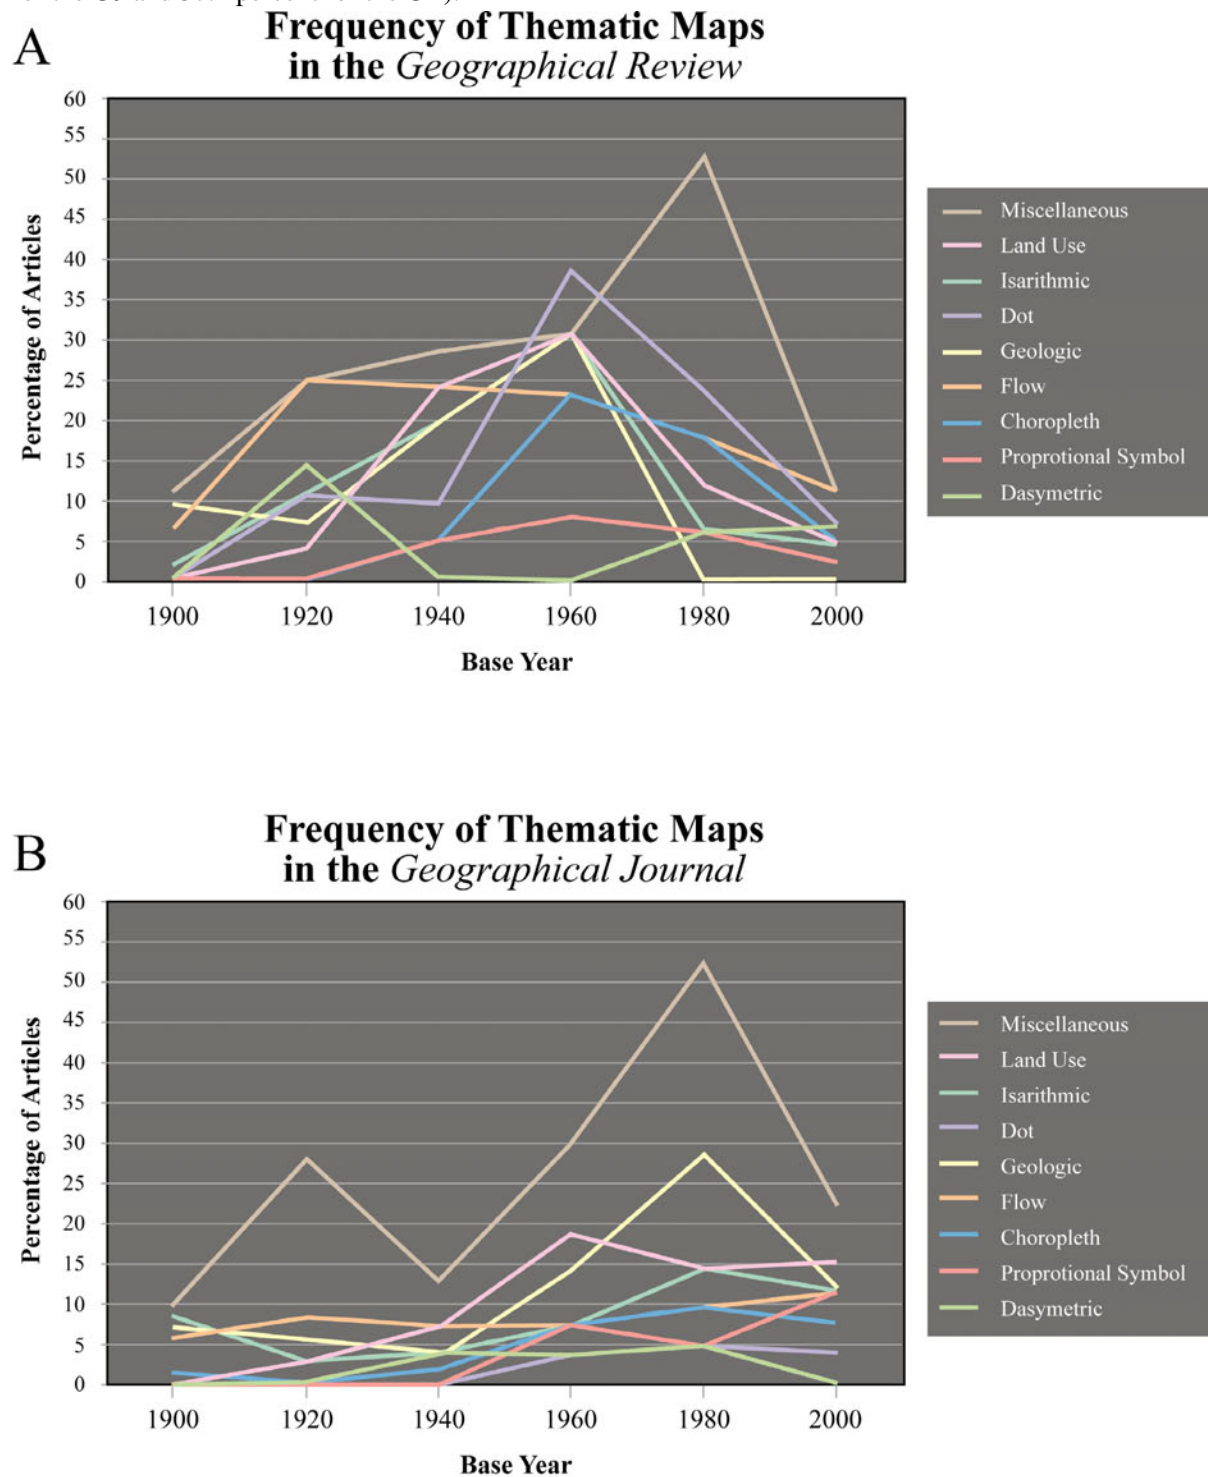 A
Frequency of Thematic Maps
in the Geographical Review
60
55
50
45
40
35
30
25
20
15
10
5
0
Percentage of Articles
1900 1920 1940 1960 1980 2000
Base Year
Miscellaneous
Land Use
Isarithmic
Dot
Geologic
Flow
Choropleth
Proprotional Symbol
Dasymetric
B
Frequency of Thematic Maps
in the Geographical Journal
60
55
50
45
40
35
30
25
20
15
10
5
0
Percentage of Articles
1900 1920 1940 1960 1980 2000
Base Year
Miscellaneous
Land Use
Isarithmic
Dot
Geologic
Flow
Choropleth
Proprotional Symbol
Dasymetric